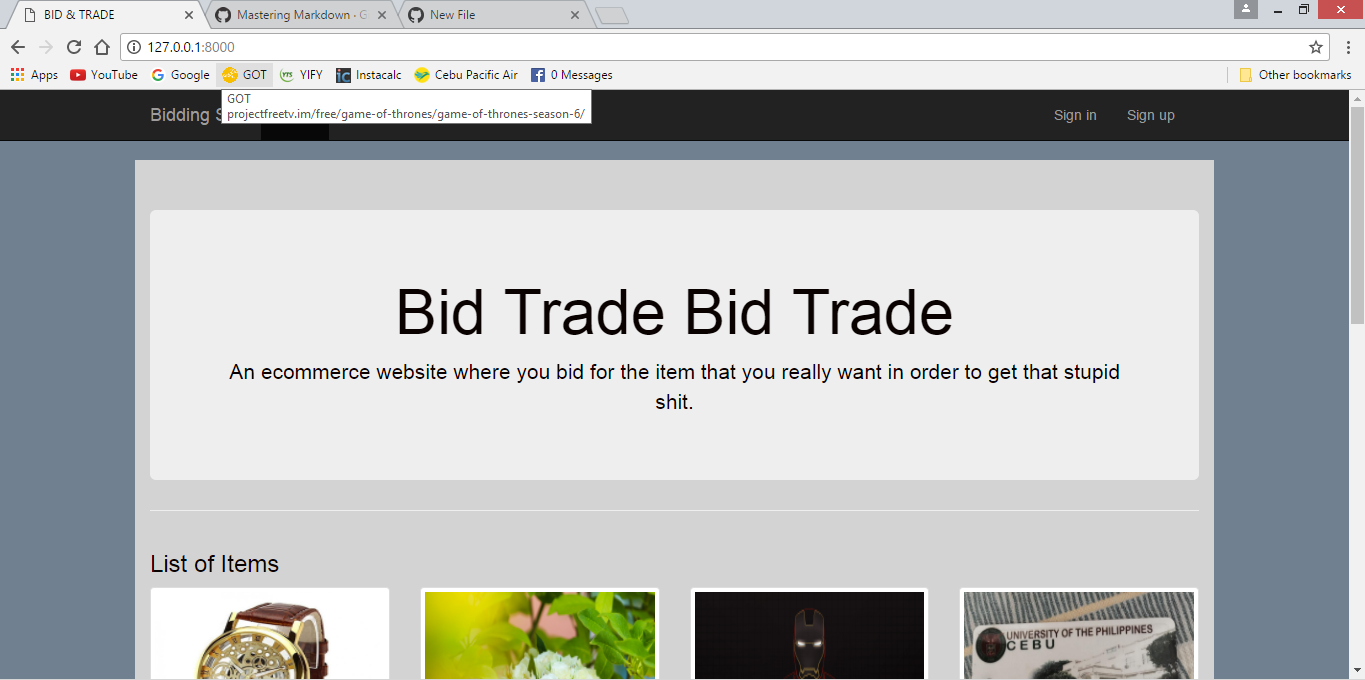 BID & TRADE
Mastering Markdown - G
New File
127.0.0.1:8000
Apps YouTube Google GOT YIFY Instacalc Cebu Pacific Air 0 Messages Other bookmarks
GOT
projectfreetv.im/free/game-of-thrones/game-of-thrones-season-6/
Bidding S
Sign in Sign up
Bid Trade Bid Trade
An ecommerce website where you bid for the item that you really want in order to get that stupid
shit.
List of Items
UNIVERSITY OF THE PHILIPPINES
CEBU